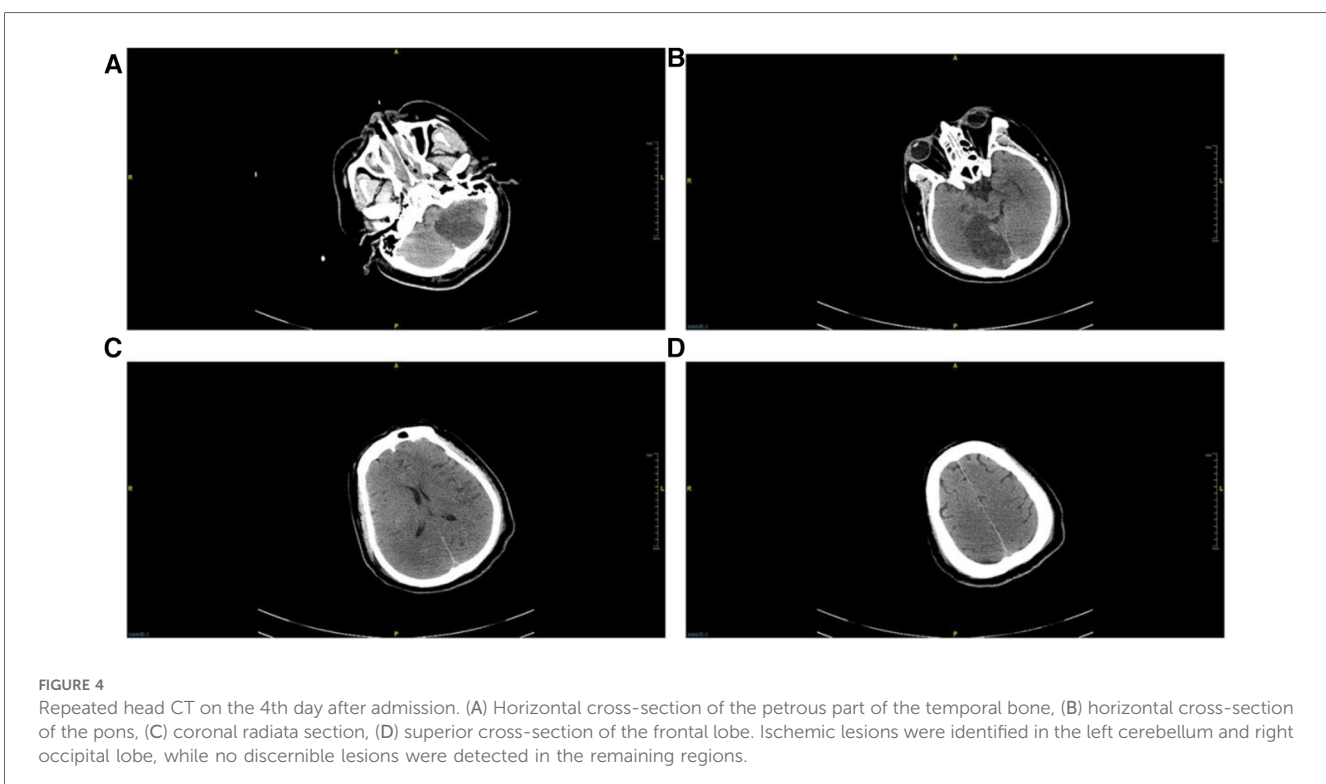 A
B
A
A
R
L
R
L
P
P
C
D
A
A
R
L
R
L
P
P
FIGURE 4
Repeated head CT on the 4th day after admission. (A) Horizontal cross-section of the petrous part of the temporal bone, (B) horizontal cross-section
of the pons, (C) coronal radiata section, (D) superior cross-section of the frontal lobe. Ischemic lesions were identified in the left cerebellum and right
occipital lobe, while no discernible lesions were detected in the remaining regions.